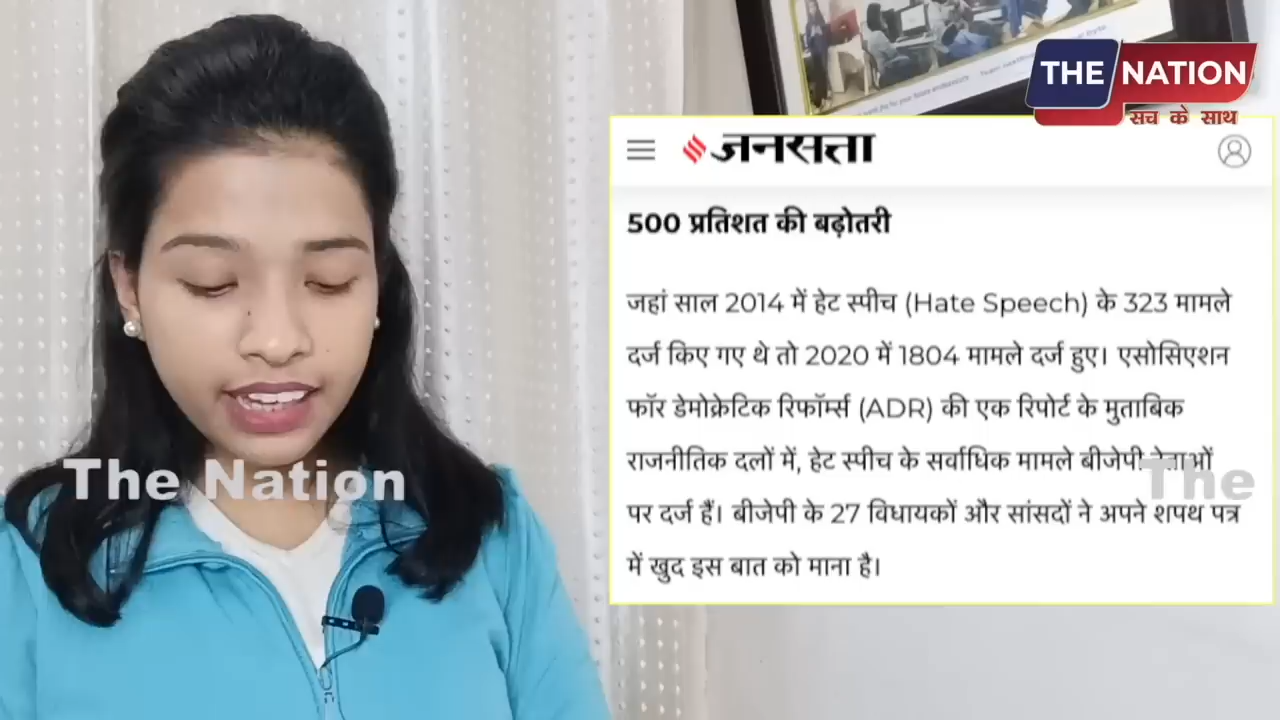 THE NATION
सच के साथ
जनसत्ता
500 प्रतिशत की बढ़ोतरी
जहां साल 2014 में हेट स्पीच (Hate Speech) के 323 मामले
दर्ज किए गए थे तो 2020 में 1804 मामले दर्ज हुए। एसोसिएशन
फॉर डेमोक्रेटिक रिफॉर्म्स (ADR) की एक रिपोर्ट के मुताबिक
राजनीतिक दलों में, हेट स्पीच के सर्वाधिक मामले बीजेपी नेताओं
पर दर्ज हैं। बीजेपी के 27 विधायकों और सांसदों ने अपने शपथ पत्र
में खुद इस बात को माना है।
The Nation
The